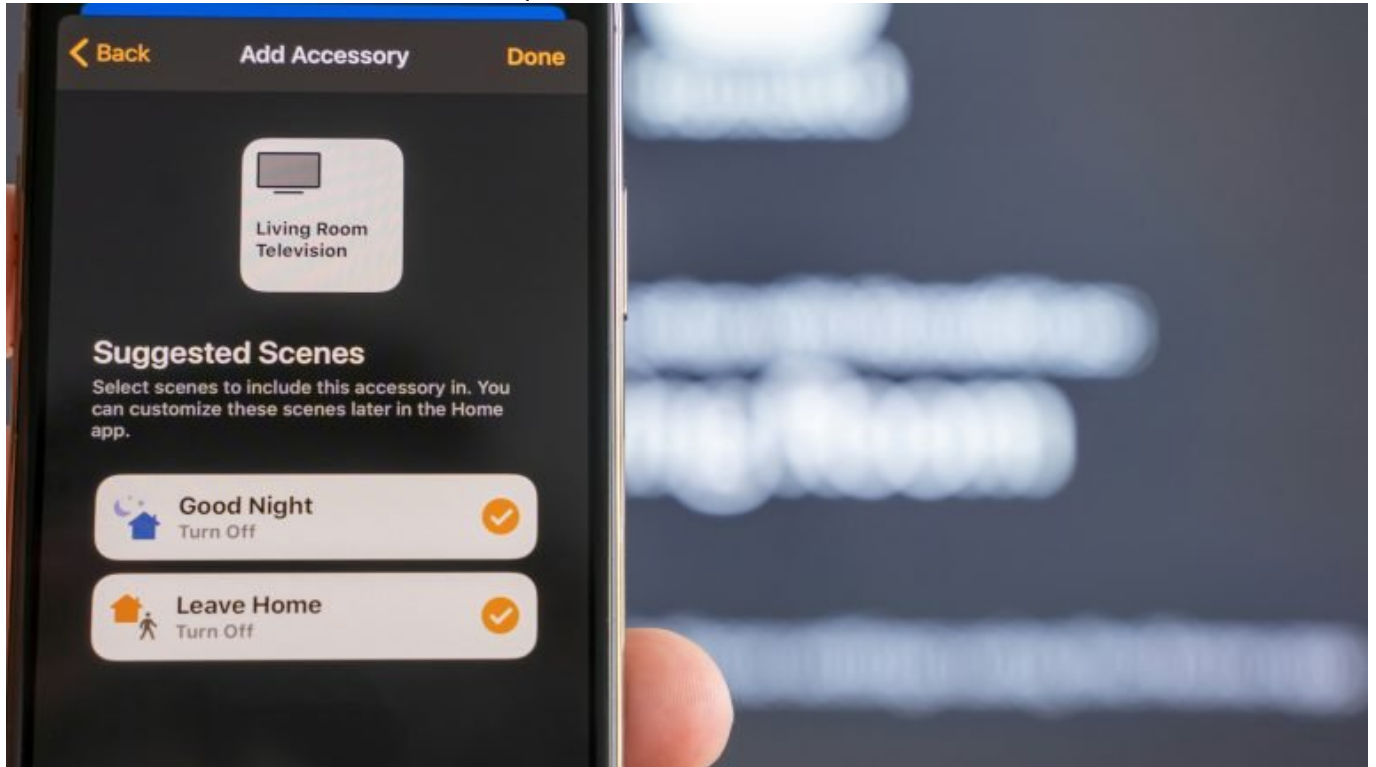 Back
Add Accessory
Done
Living Room
Television
Suggested Scenes
Select scenes to include this accessory in. You
can customize these scenes later in the Home
app.
Good Night
Turn Off
Leave Home
Turn Off